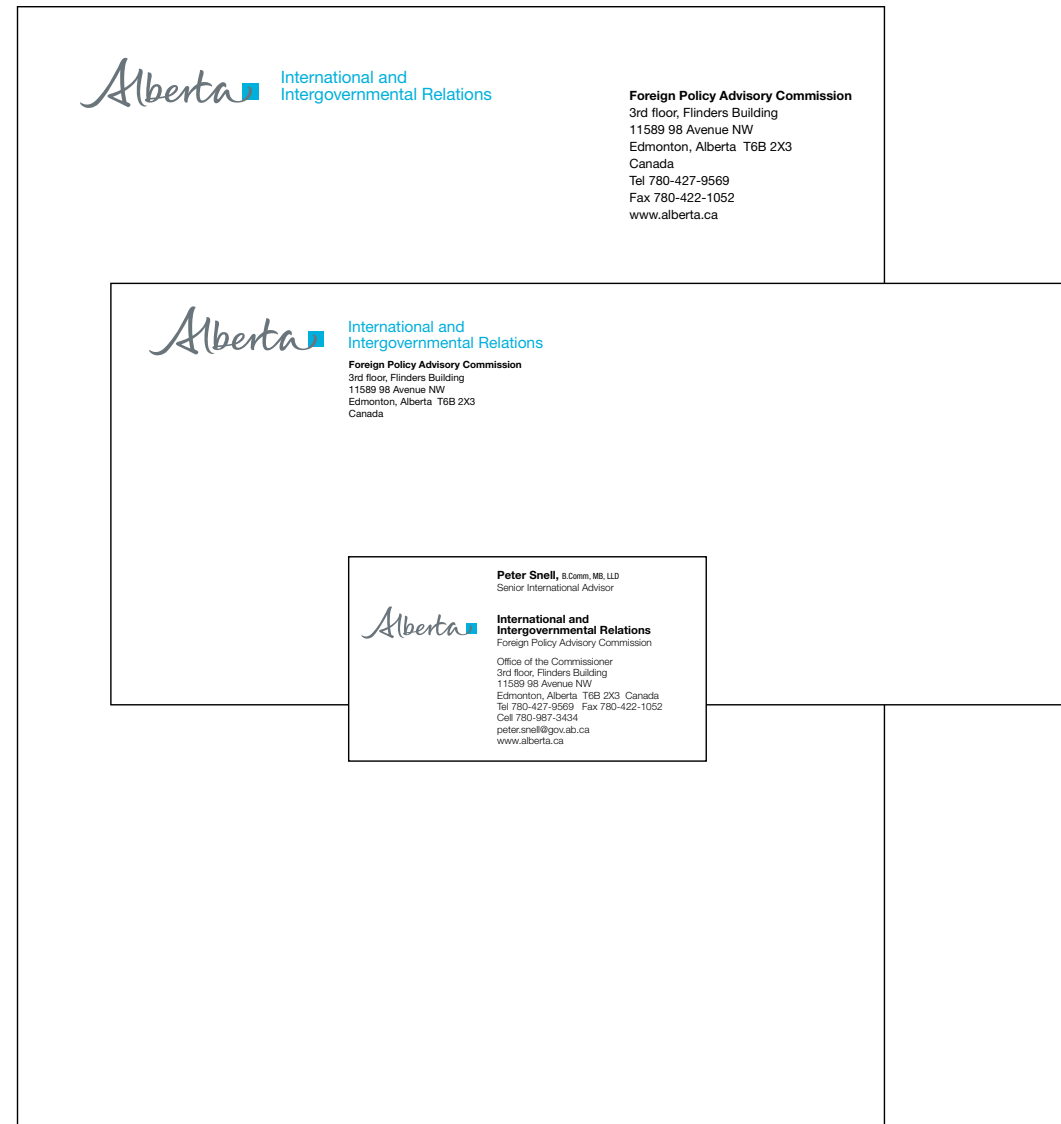 Alberta
International and
Intergovernmental Relations
Foreign Policy Advisory Commission
3rd floor, Flinders Building
11589 98 Avenue NW
Edmonton, Alberta  T6B 2X3
Canada
Tel 780-427-9569
Fax 780-422-1052
www.alberta.ca
Alberta
International and
Intergovernmental Relations
Foreign Policy Advisory Commission
3rd floor, Flinders Building
11589 98 Avenue NW
Edmonton, Alberta  T6B 2X3
Canada
Peter Snell, B.Comm, MB, LLD
Senior International Advisor
Alberta
International and
Intergovernmental Relations
Foreign Policy Advisory Commission
Office of the Commissioner
3rd floor, Flinders Building
11589 98 Avenue NW
Edmonton, Alberta  T6B 2X3  Canada
Tel 780-427-9569   Fax 780-422-1052
Cell 780-987-3434
peter.snell@gov.ab.ca
www.alberta.ca